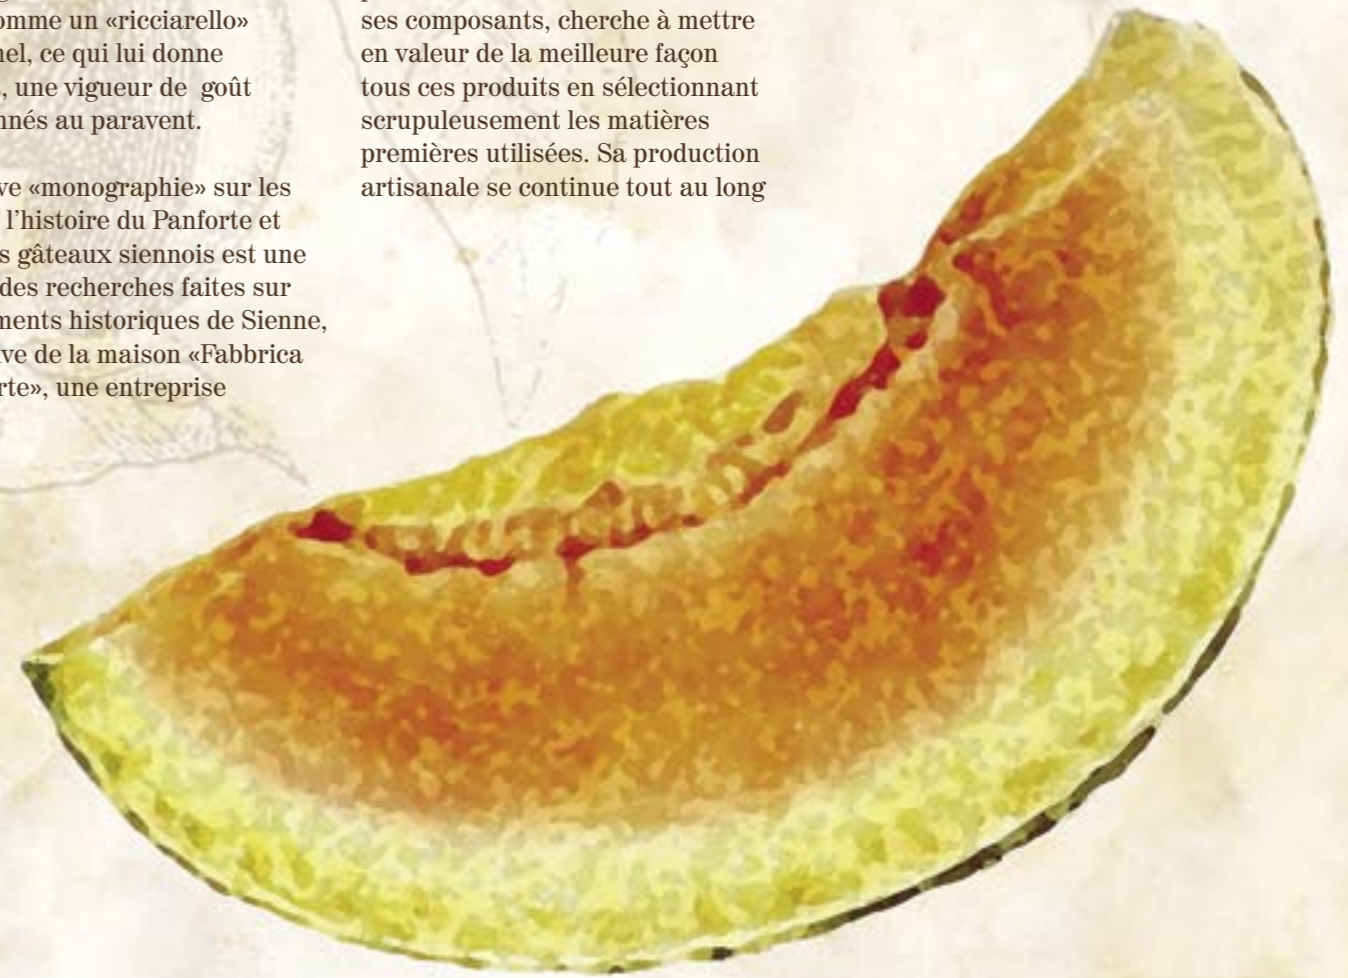 omme un «ricciarello»
nel, ce qui lui donne
, une vigueur de goût
nnés au paravent.
ve «monographie» sur les
l’histoire du Panforte et
s gâteaux siennois est une
des recherches faites sur
ments historiques de Sienne,
ve de la maison «Fabbrica
rte», une entreprise
ses composants, cherche à mettre
en valeur de la meilleure façon
tous ces produits en sélectionnant
scrupuleusement les matières
premières utilisées. Sa production
artisanale se continue tout au long